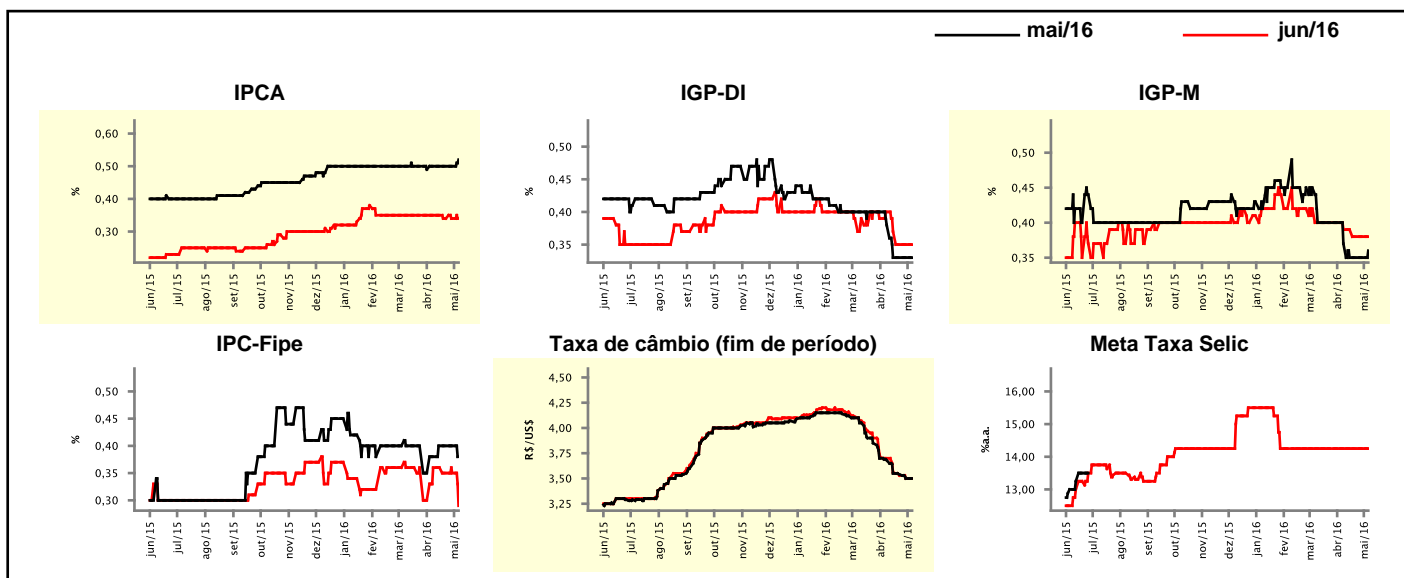 mai/16 jun/16
IPCA
%
0,60
0,50
0,40
0,30
jun/15
jul/15
ago/15
set/15
out/15
nov/15
dez/15
jan/16
fev/16
mar/16
abr/16
mai/16
IGP-DI
0,50
0,45
0,40
0,35
jun/15
jul/15
ago/15
set/15
out/15
nov/15
dez/15
jan/16
fev/16
mar/16
abr/16
mai/16
IGP-M
%
0,50
0,45
0,40
0,35
jun/15
jul/15
ago/15
set/15
out/15
nov/15
dez/15
jan/16
fev/16
mar/16
abr/16
mai/16
IPC-Fipe
%
0,50
0,45
0,40
0,35
0,30
jun/15
jul/15
ago/15
set/15
out/15
nov/15
dez/15
jan/16
fev/16
mar/16
abr/16
mai/16
Taxa de câmbio (fim de período)
R$/US$
4,50
4,25
4,00
3,75
3,50
3,25
jun/15
jul/15
ago/15
set/15
out/15
nov/15
dez/15
jan/16
fev/16
mar/16
abr/16
mai/16
Meta Taxa Selic
%a.a.
16,00
15,00
14,00
13,00
jun/15
jul/15
ago/15
set/15
out/15
nov/15
dez/15
jan/16
fev/16
mar/16
abr/16
mai/16